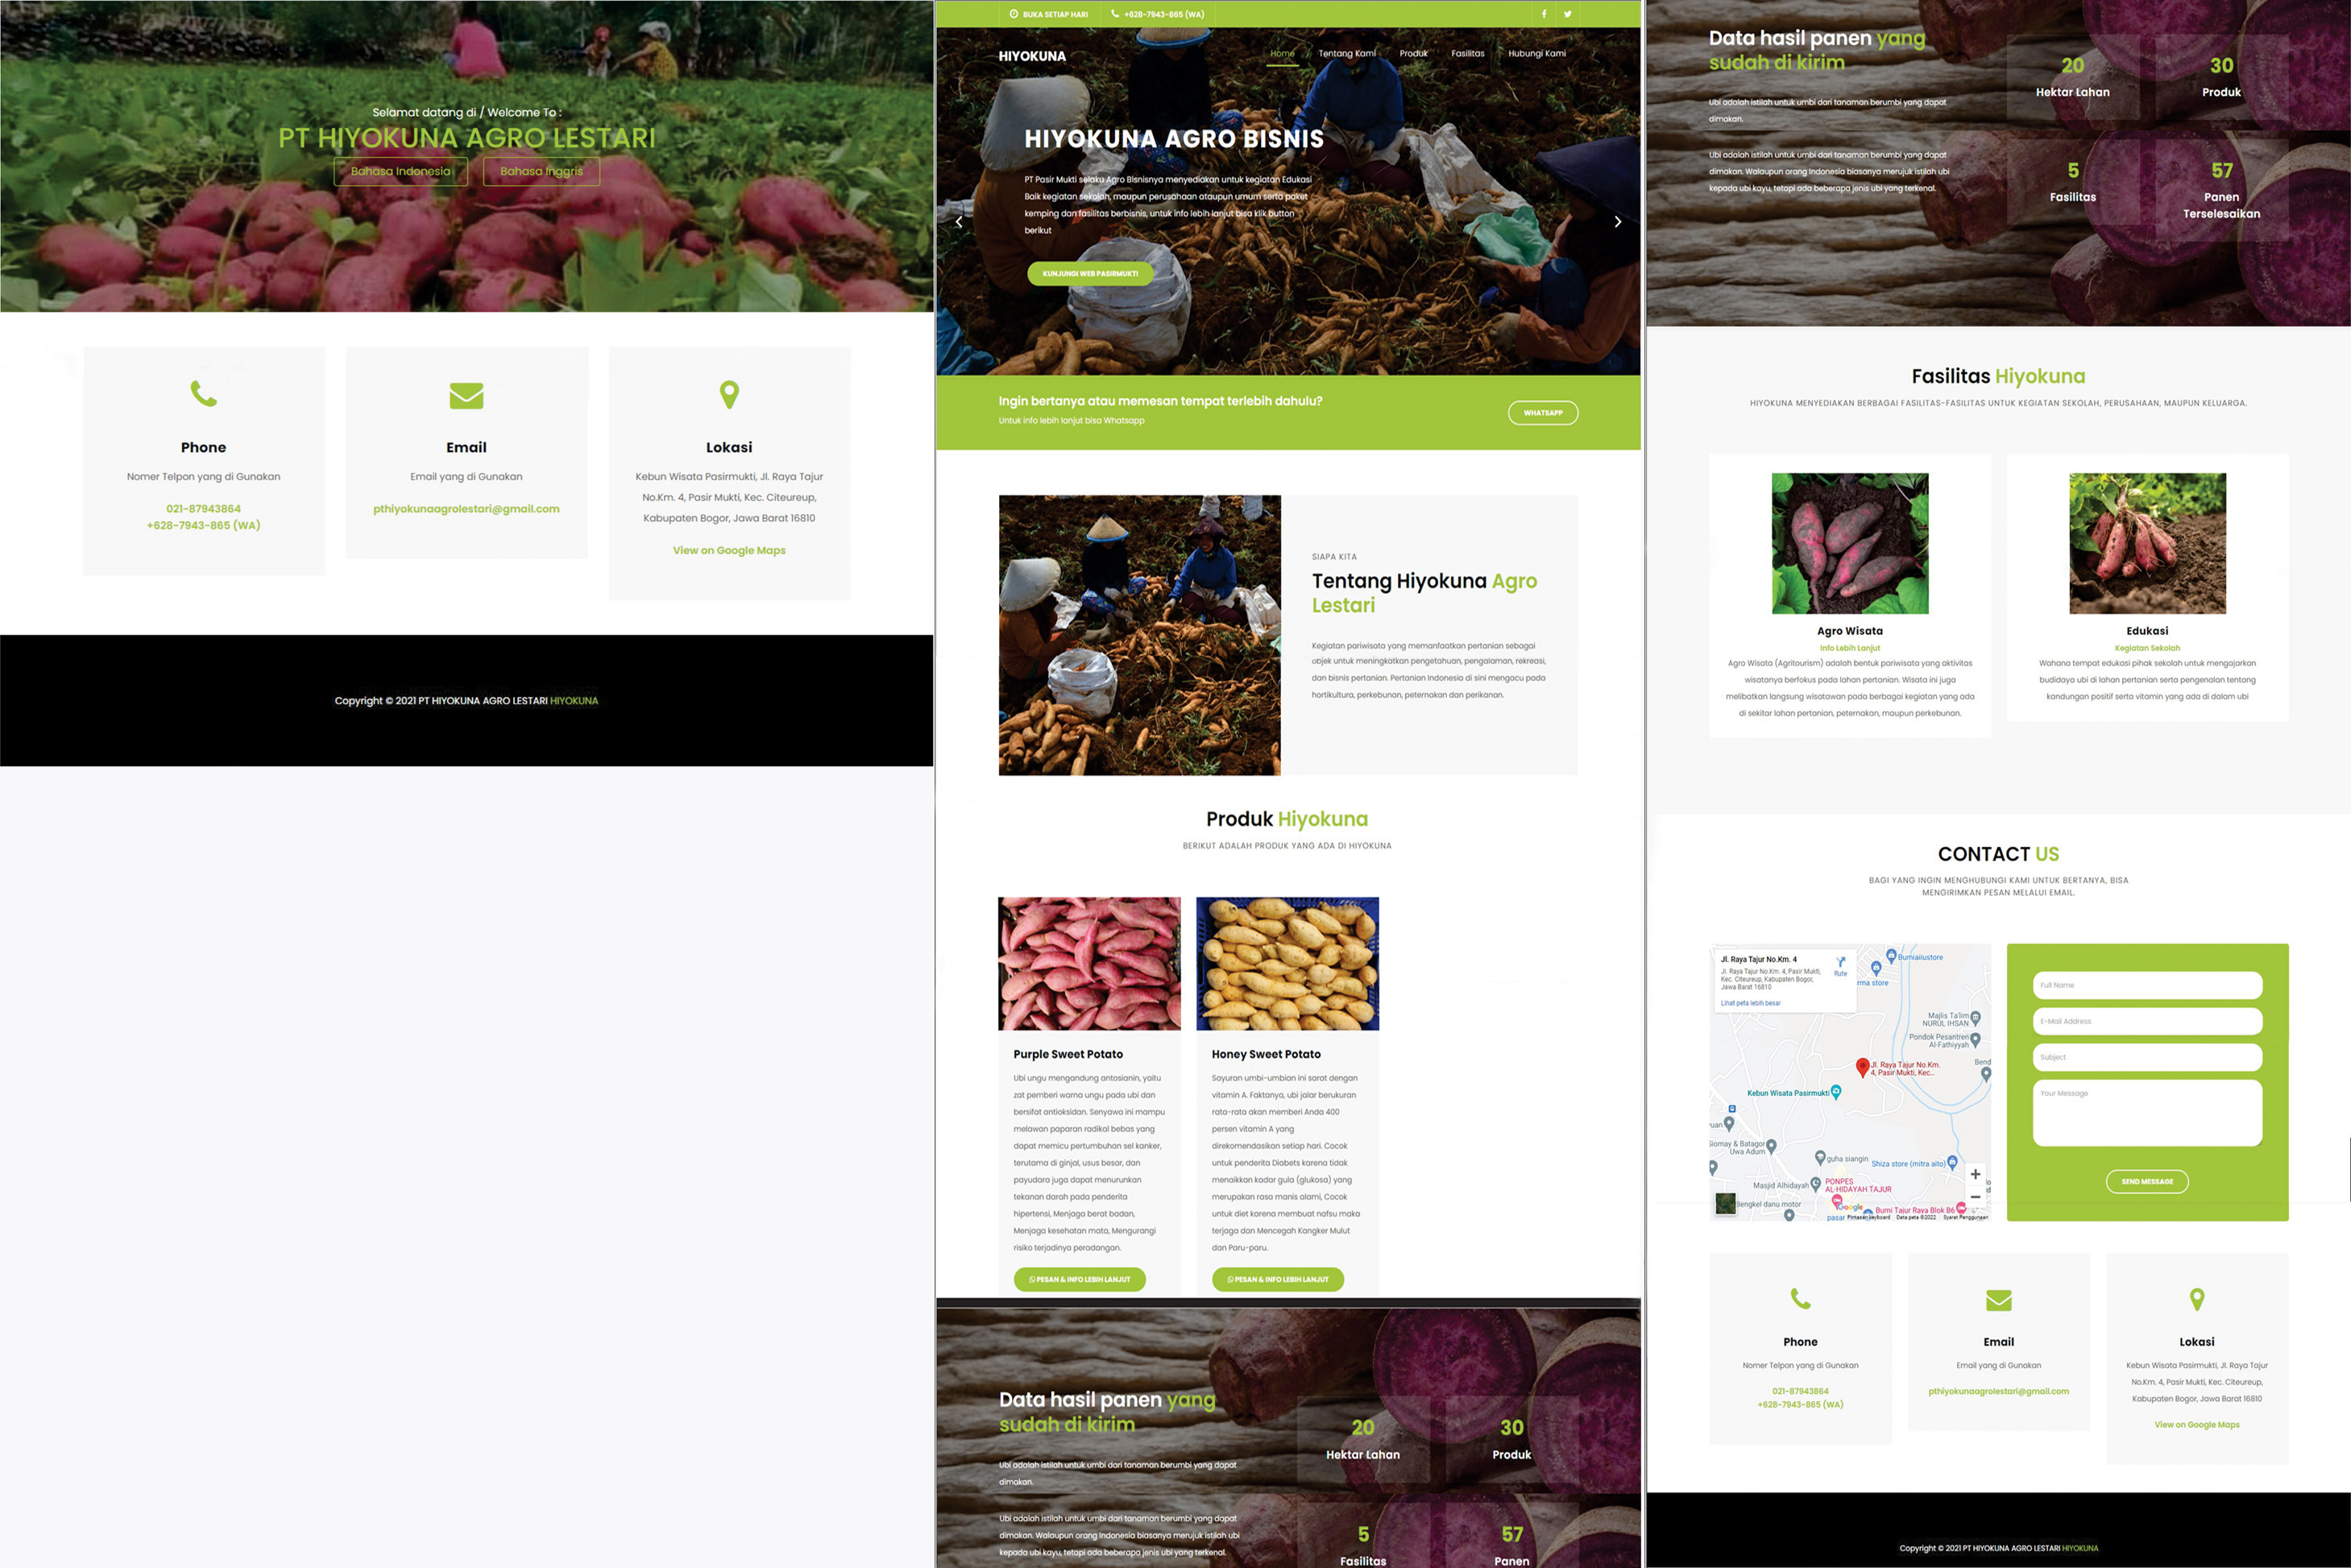 Selamat datang di / Welcome To :
PT HIYOKUNA AGRO LESTARI
Bahasa Indonesia
Bahasa Inggris
Phone
Nomer Telpon yang di Gunakan
021-87943864
+628-7943-865 (WA)
Email
Email yang di Gunakan
pthiyokunaagrolestari@gmail.com
Lokasi
Kebun Wisata Pasirmukti, Jl. Raya Tajur
No.Km. 4, Pasir Mukti, Kec. Citeureup,
Kabupaten Bogor, Jawa Barat 16810
View on Google Maps
Copyright © 2021 PT HIYOKUNA AGRO LESTARI HIYOKUNA
BUKA SETIAP HARI
+628-7943-865 (WA)
HIYOKUNA
Home
Tentang Kami
Produk
Fasilitas
Hubungi Kami
HIYOKUNA AGRO BISNIS
PT Pasir Mukti selaku Agro Bisnisnya menyediakan untuk kegiatan Edukasi
Baik kegiatan sekolah, maupun perusahaan ataupun umum serta paket
kemping dan fasilitas berbisnis, untuk info lebih lanjut bisa klik button
berikut
KUNJUNGI WEB PASIRMUKTI
Ingin bertanya atau memesan tempat terlebih dahulu?
Untuk info lebih lanjut bisa Whatsapp
WHATSAPP
SIAPA KITA
Tentang Hiyokuna Agro
Lestari
Kegiatan pariwisata yang memanfaatkan pertanian sebagai
objek untuk meningkatkan pengetahuan, pengalaman, rekreasi,
dan bisnis pertanian. Pertanian Indonesia di sini mengacu pada
hortikultura, perkebunan, peternakan dan perikanan.
Produk Hiyokuna
BERIKUT ADALAH PRODUK YANG ADA DI HIYOKUNA
Purple Sweet Potato
Ubi ungu mengandung antosianin, yaitu
zat pemberi warna ungu pada ubi dan
bersifat antioksidan. Senyawa ini mampu
melawan paparan radikal bebas yang
dapat memicu pertumbuhan sel kanker,
terutama di ginjal, usus besar, dan
payudara juga dapat menurunkan
tekanan darah pada penderita
hipertensi, Menjaga berat badan,
Menjaga kesehatan mata, Mengurangi
risiko terjadinya peradangan.
PESAN & INFO LEBIH LANJUT
Honey Sweet Potato
Sayuran umbi-umbian ini sarat dengan
vitamin A. Faktanya, ubi jalar berukuran
rata-rata akan memberi Anda 400
persen vitamin A yang
direkomendasikan setiap hari. Cocok
untuk penderita Diabets karena tidak
menaikkan kadar gula (glukosa) yang
merupakan rasa manis alami, Cocok
untuk diet karena membuat nafsu maka
terjaga dan Mencegah Kangker Mulut
dan Paru-paru.
PESAN & INFO LEBIH LANJUT
Data hasil panen yang
sudah di kirim
Ubi adalah istilah untuk umbi dari tanaman berumbi yang dapat
dimakan.
Ubi adalah istilah untuk umbi dari tanaman berumbi yang dapat
dimakan. Walaupun orang Indonesia biasanya merujuk istilah ubi
kepada ubi kayu, tetapi ada beberapa jenis ubi yang terkenal.
20
Hektar Lahan
30
Produk
5
Fasilitas
57
Panen
Data hasil panen yang
sudah di kirim
Ubi adalah istilah untuk umbi dari tanaman berumbi yang dapat
dimakan.
Ubi adalah istilah untuk umbi dari tanaman berumbi yang dapat
dimakan. Walaupun orang Indonesia biasanya merujuk istilah ubi
kepada ubi kayu, tetapi ada beberapa jenis ubi yang terkenal.
20
Hektar Lahan
30
Produk
5
Fasilitas
57
Panen
Terselesaikan
Fasilitas Hiyokuna
HIYOKUNA MENYEDIAKAN BERBAGAI FASILITAS-FASILITAS UNTUK KEGIATAN SEKOLAH, PERUSAHAAN, MAUPUN KELUARGA.
Agro Wisata
Info Lebih Lanjut
Agro Wisata (Agritourism) adalah bentuk pariwisata yang aktivitas
wisatanya berfokus pada lahan pertanian. Wisata ini juga
melibatkan langsung wisatawan pada berbagai kegiatan yang ada
di sekitar lahan pertanian, peternakan, maupun perkebunan.
Edukasi
Kegiatan Sekolah
Wahana tempat edukasi pihak sekolah untuk mengajarkan
budidaya ubi di lahan pertanian serta pengenalan tentang
kandungan positif serta vitamin yang ada di dalam ubi
CONTACT US
BAGI YANG INGIN MENGHUBUNGI KAMI UNTUK BERTANYA, BISA
MENGIRIMKAN PESAN MELALUI EMAIL.
Jl. Raya Tajur No.Km. 4
Jl. Raya Tajur No.Km. 4, Pasir Mukti,
Kec. Citeureup, Kabupaten Bogor,
Jawa Barat 16810
Rute
Lihat peta lebih besar
Bumiaiiustore
rma store
Majlis Ta'lim
NURUL IHSAN
Pondok Pesantren
Al-Fathiyyah
Bend
Jl. Raya Tajur No.Km.
4, Pasir Mukti, Kec...
Kebun Wisata Pasirmukti
uan
Siomay & Batagor
Uwa Adum
guha siangin
Shiza store (mitra aito)
Masjid Alhidayah
PONPES
AL-HIDAYAH TAJUR
Bengkel danu motor
Google
Bumi Tajur Raya Blok B6
pasar
Pintasan keyboard
Data peta ©2022
Syarat Penggunaan
Full Name
E-Mail Address
Subject
Your Message
SEND MESSAGE
Phone
Nomer Telpon yang di Gunakan
021-87943864
+628-7943-865 (WA)
Email
Email yang di Gunakan
pthiyokunaagrolestari@gmail.com
Lokasi
Kebun Wisata Pasirmukti, Jl. Raya Tajur
No.Km. 4, Pasir Mukti, Kec. Citeureup,
Kabupaten Bogor, Jawa Barat 16810
View on Google Maps
Copyright © 2021 PT HIYOKUNA AGRO LESTARI HIYOKUNA